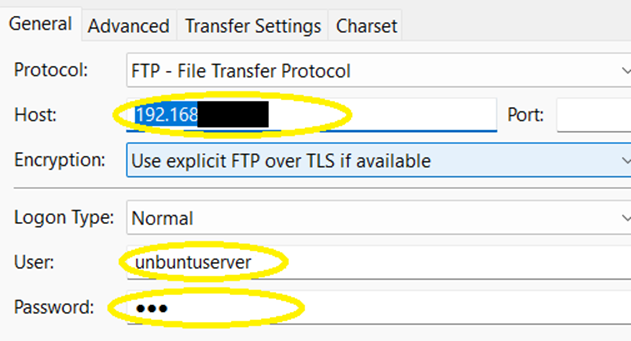 General Advanced Transfer Settings Charset
Protocol: FTP - File Transfer Protocol
Host: 192.168 Port:
Encryption: Use explicit FTP over TLS if available
Logon Type: Normal
User: unbuntuserver
Password: ●●●